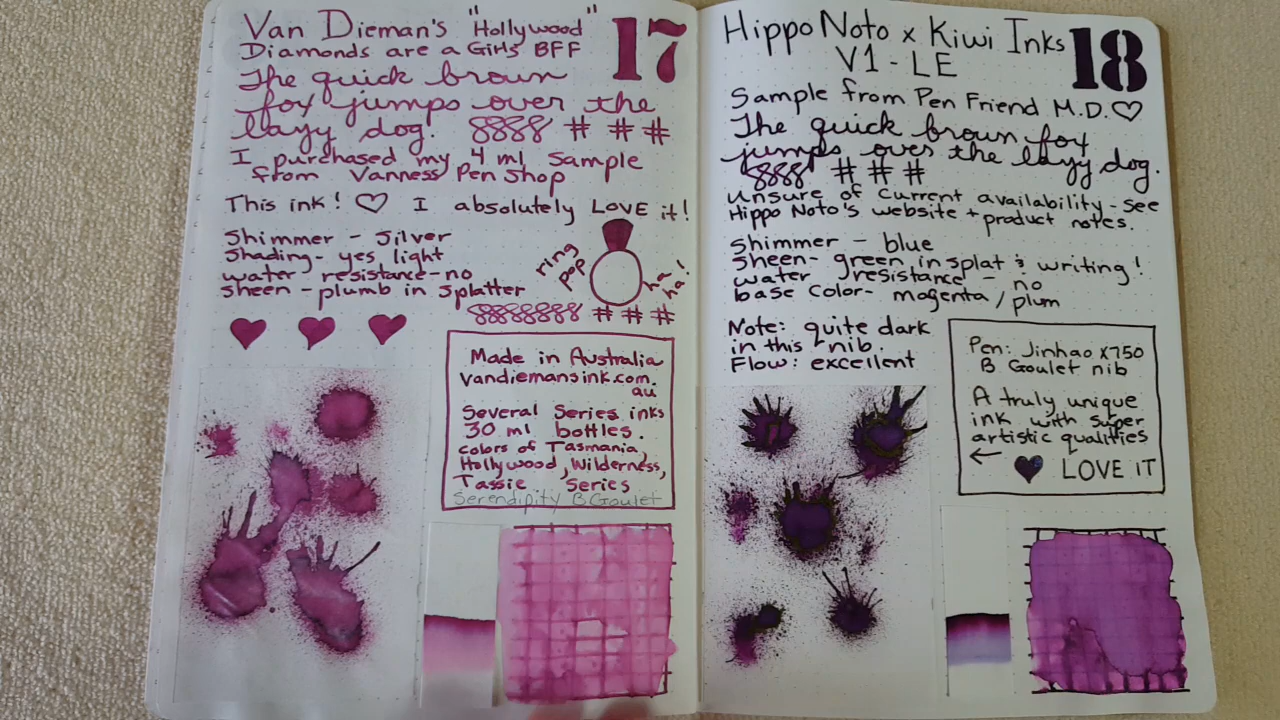 Van Dieman's "Hollywood"
Diamonds are a Girls BFF
17
The quick brown
fox jumps over the
lazy dog. 8888 # # #
I purchased my 4 ml sample
from Vanness Pen Shop
This ink! ♡ I absolutely LOVE it!
Shimmer - Silver
Shading - yes light
water resistance - no
sheen - plumb in splatter
ring
pop
ha
ha!
88888888 # # #
Made in Australia
vandiemansink.com.
au
Several Series inks
30 ml bottles.
colors of Tasmania,
Hollywood, Wilderness,
Tassie Series
Serendipity B Goulet
Hippo Noto x Kiwi Inks
V1 - LE
18
Sample from Pen Friend M.D. ♡
The quick brown fox
jumps over the lazy dog.
8888 # # #
Unsure of current availability - see
Hippo Noto's website + product notes.
Shimmer - blue
Sheen - green in splat & writing!
water resistance - no
base color - magenta / plum
Note: quite dark
in this nib.
Flow: excellent
Pen: Jinhao X750
B Goulet nib
A truly unique
ink with super
artistic qualities
← ♥ LOVE IT